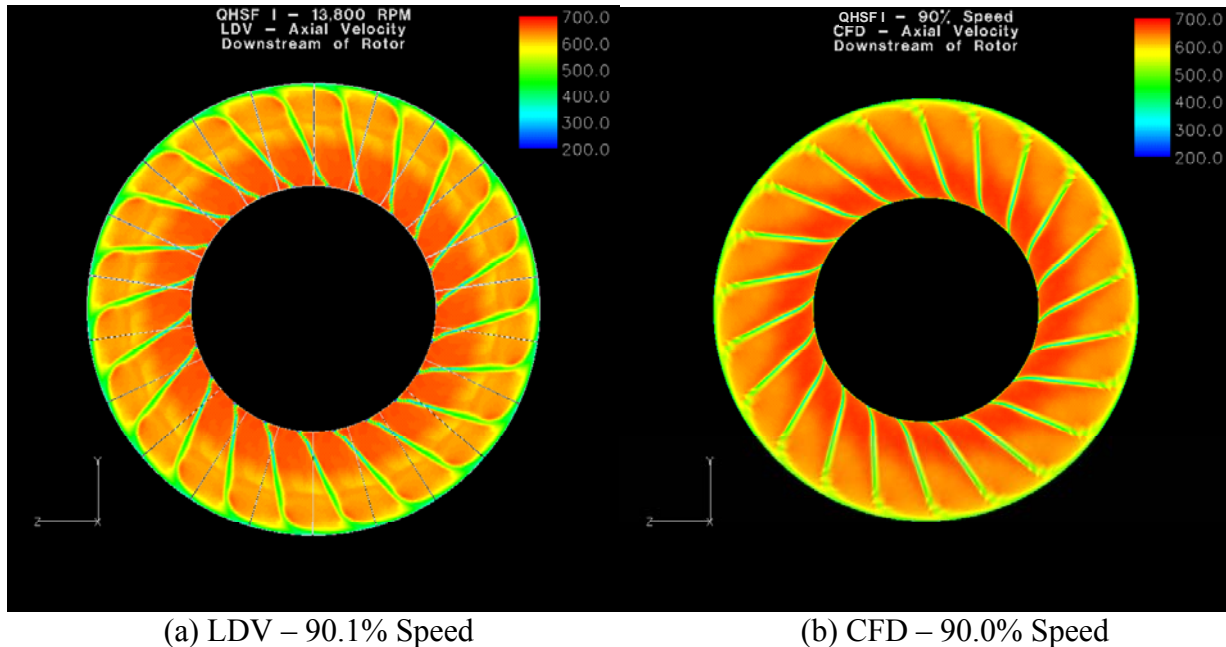 QHSF I – 13,800 RPM
LDV – Axial Velocity
Downstream of Rotor
700.0
600.0
500.0
400.0
300.0
200.0
Y
Z
X
(a) LDV – 90.1% Speed
QHSF I – 90% Speed
CFD – Axial Velocity
Downstream of Rotor
700.0
600.0
500.0
400.0
300.0
200.0
Y
Z
X
(b) CFD – 90.0% Speed